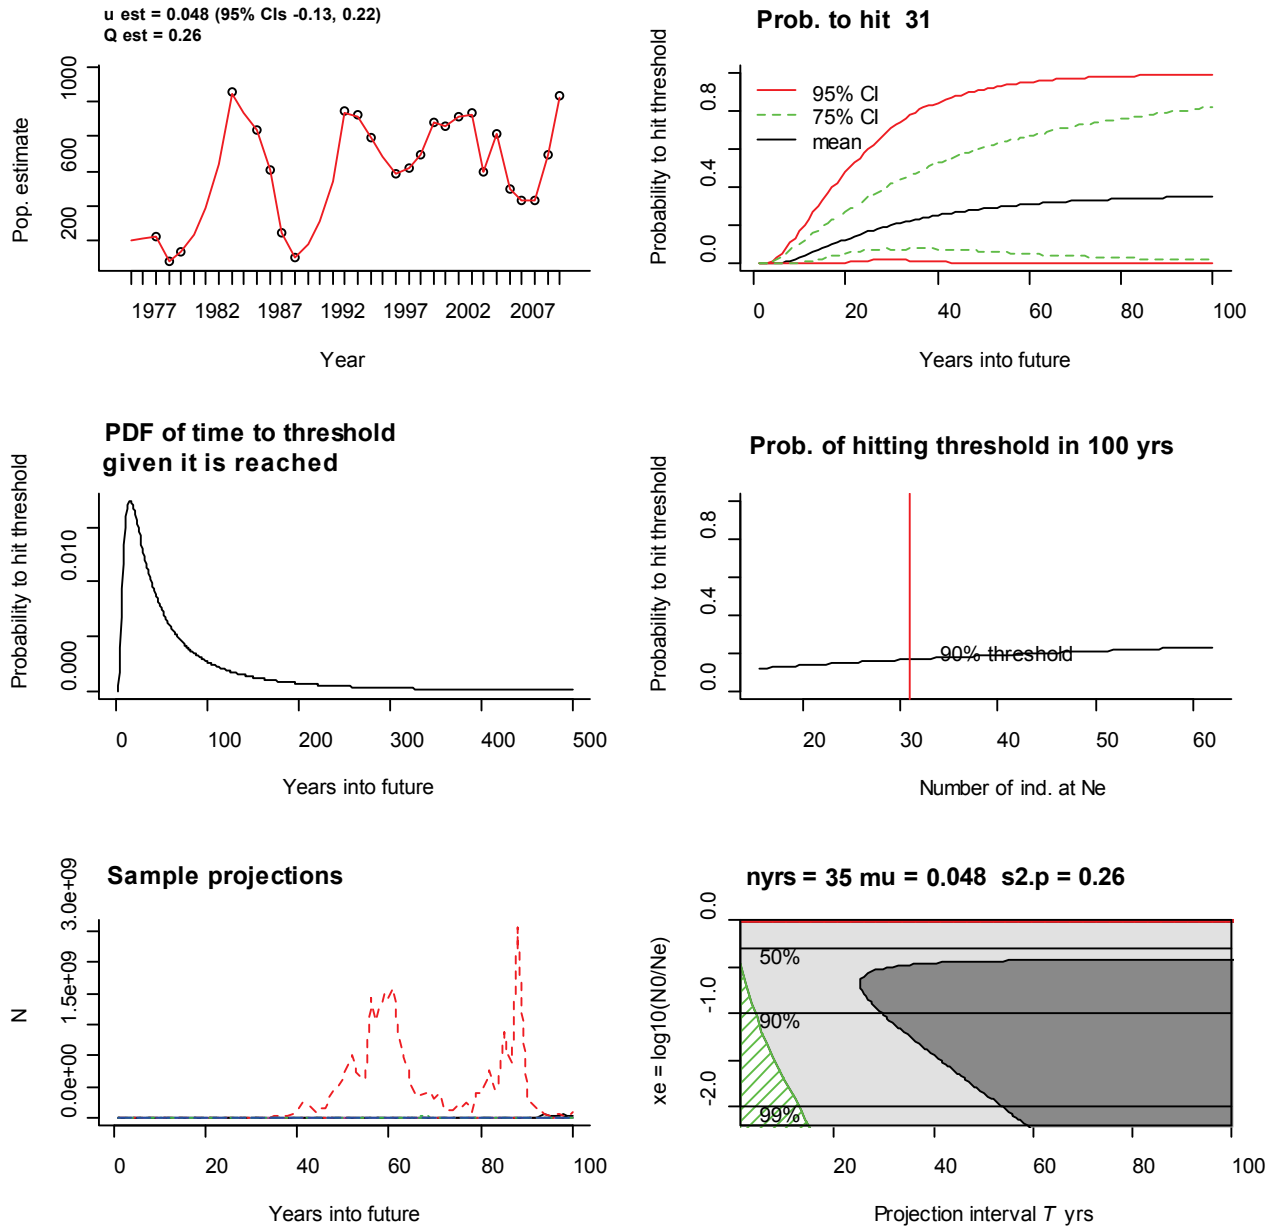 u est = 0.048 (95% CIs -0.13, 0.22)
Q est = 0.26
Pop. estimate
200 600 1000
1977 1982 1987 1992 1997 2002 2007
Year
Prob. to hit 31
Probability to hit threshold
0.0 0.4 0.8
95% CI
75% CI
mean
0 20 40 60 80 100
Years into future
PDF of time to threshold
given it is reached
Probability to hit threshold
0.000 0.010
0 100 200 300 400 500
Years into future
Prob. of hitting threshold in 100 yrs
Probability to hit threshold
0.0 0.4 0.8
90% threshold
20 30 40 50 60
Number of ind. at Ne
Sample projections
N
0.0e+00 1.5e+09 3.0e+09
0 20 40 60 80 100
Years into future
nyrs = 35 mu = 0.048 s2.p = 0.26
xe = log10(N0/Ne)
-2.0 -1.0 0.0
50%
90%
99%
20 40 60 80 100
Projection interval T yrs